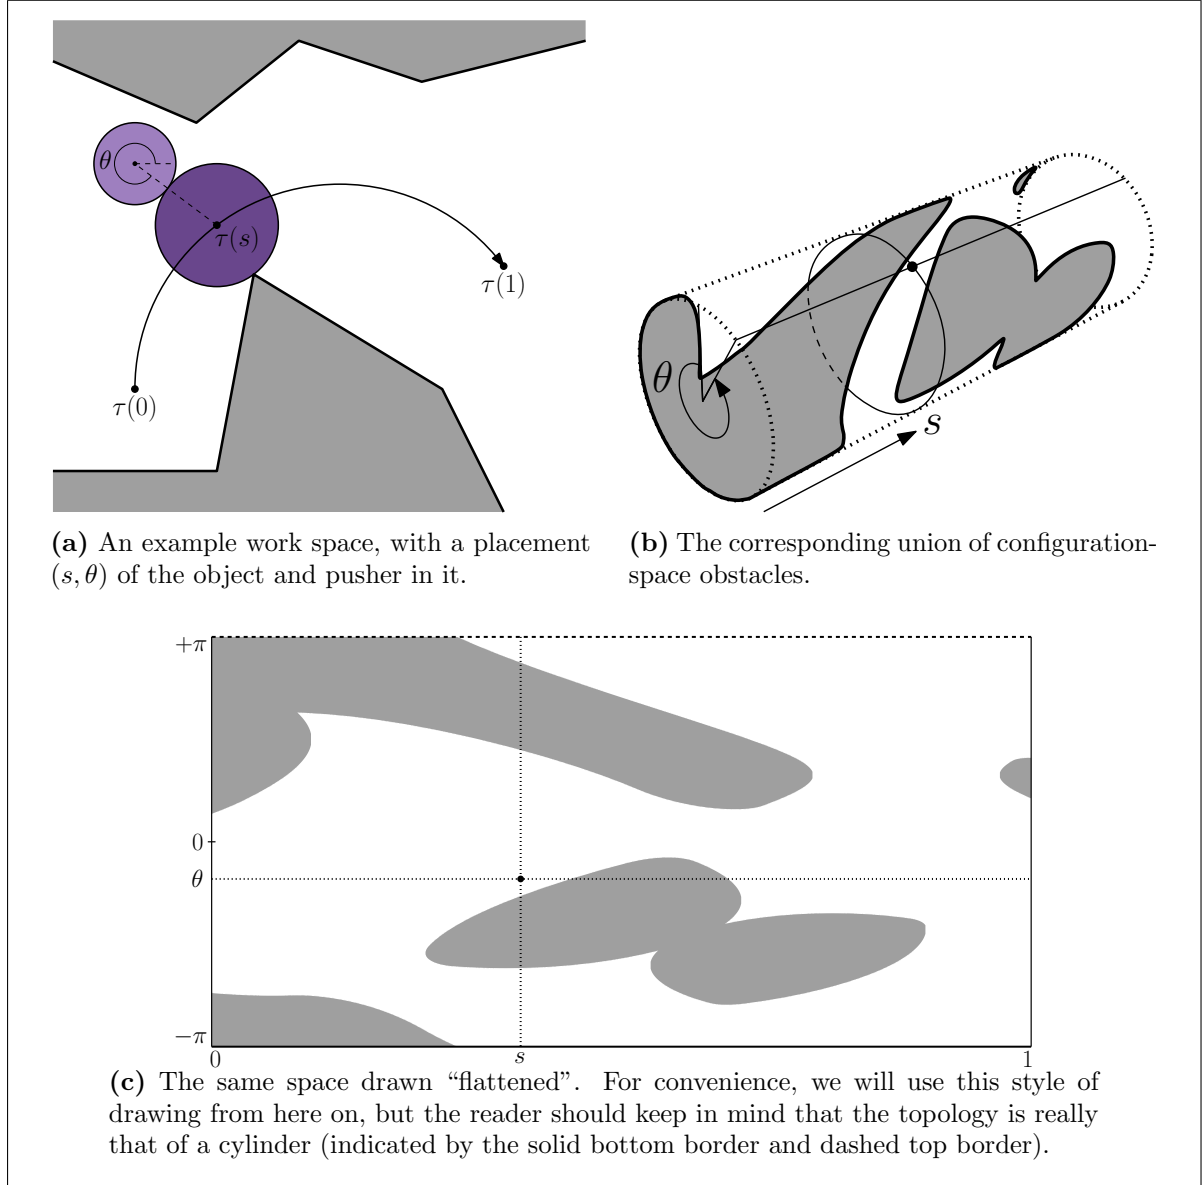 θ
τ(s)
τ(1)
τ(0)
θ
s
(a) An example work space, with a placement
(s, θ) of the object and pusher in it.
(b) The corresponding union of configuration-
space obstacles.
+π
0
θ
−π
0
s
1
(c) The same space drawn “flattened”. For convenience, we will use this style of
drawing from here on, but the reader should keep in mind that the topology is really
that of a cylinder (indicated by the solid bottom border and dashed top border).